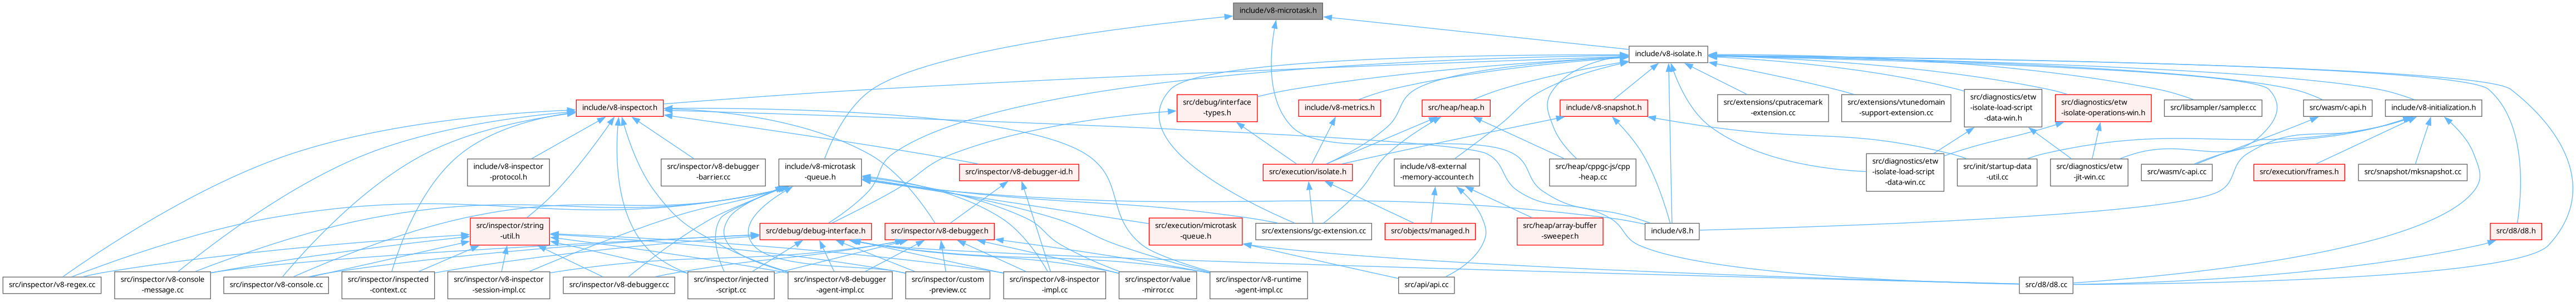 include/v8-microtask.h
include/v8-isolate.h
include/v8-inspector.h
src/debug/interface
-types.h
include/v8-metrics.h
src/heap/heap.h
include/v8-snapshot.h
src/extensions/cputracemark
-extension.cc
src/extensions/vtunedomain
-support-extension.cc
src/diagnostics/etw
-isolate-load-script
-data-win.h
src/diagnostics/etw
-isolate-operations-win.h
src/libsampler/sampler.cc
src/wasm/c-api.h
include/v8-initialization.h
include/v8-inspector
-protocol.h
src/inspector/v8-debugger
-barrier.cc
include/v8-microtask
-queue.h
src/inspector/v8-debugger-id.h
src/execution/isolate.h
include/v8-external
-memory-accounter.h
src/heap/cppgc-js/cpp
-heap.cc
src/diagnostics/etw
-isolate-load-script
-data-win.cc
src/init/startup-data
-util.cc
src/diagnostics/etw
-jit-win.cc
src/wasm/c-api.cc
src/execution/frames.h
src/snapshot/mksnapshot.cc
src/inspector/string
-util.h
src/debug/debug-interface.h
src/inspector/v8-debugger.h
src/execution/microtask
-queue.h
src/extensions/gc-extension.cc
src/objects/managed.h
src/heap/array-buffer
-sweeper.h
include/v8.h
src/d8/d8.h
src/inspector/v8-regex.cc
src/inspector/v8-console
-message.cc
src/inspector/v8-console.cc
src/inspector/inspected
-context.cc
src/inspector/v8-inspector
-session-impl.cc
src/inspector/v8-debugger.cc
src/inspector/injected
-script.cc
src/inspector/v8-debugger
-agent-impl.cc
src/inspector/custom
-preview.cc
src/inspector/v8-inspector
-impl.cc
src/inspector/value
-mirror.cc
src/inspector/v8-runtime
-agent-impl.cc
src/api/api.cc
src/d8/d8.cc